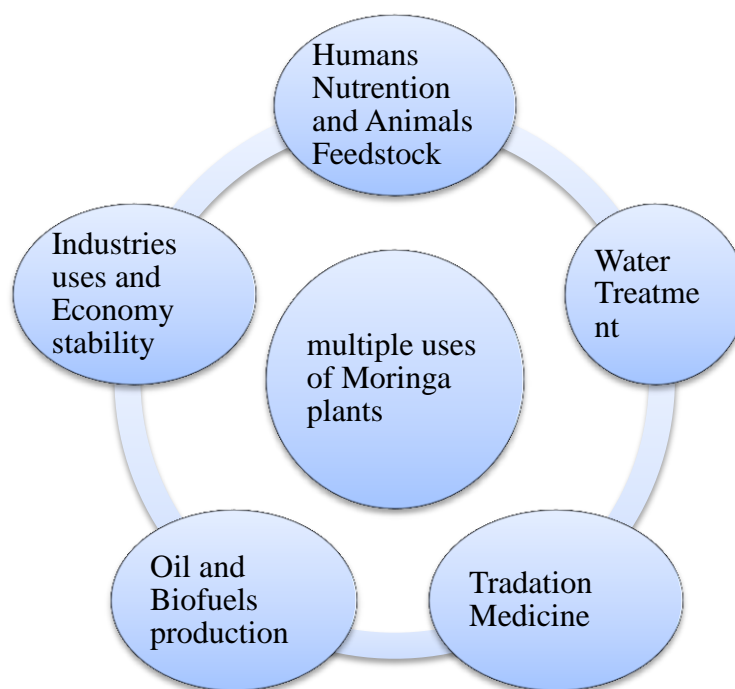 Humans
Nutrention
and Animals
Feedstock
Water
Treatme
nt
Tradation
Medicine
Oil and
Biofuels
production
Industries
uses and
Economy
stability
multiple uses
of Moringa
plants